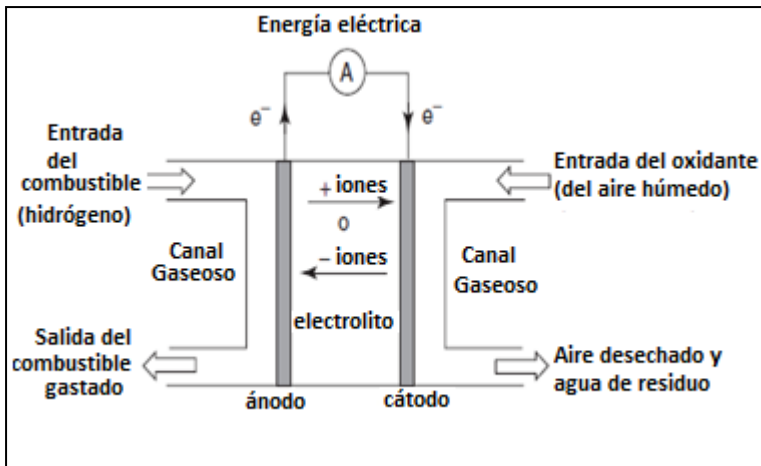 Energía eléctrica
A
e⁻
e⁻
Entrada
del
combustible
(hidrógeno)
+ iones
o
− iones
electrolito
Entrada del oxidante
(del aire húmedo)
Canal
Gaseoso
Canal
Gaseoso
Salida del
combustible
gastado
Aire desechado y
agua de residuo
ánodo
cátodo